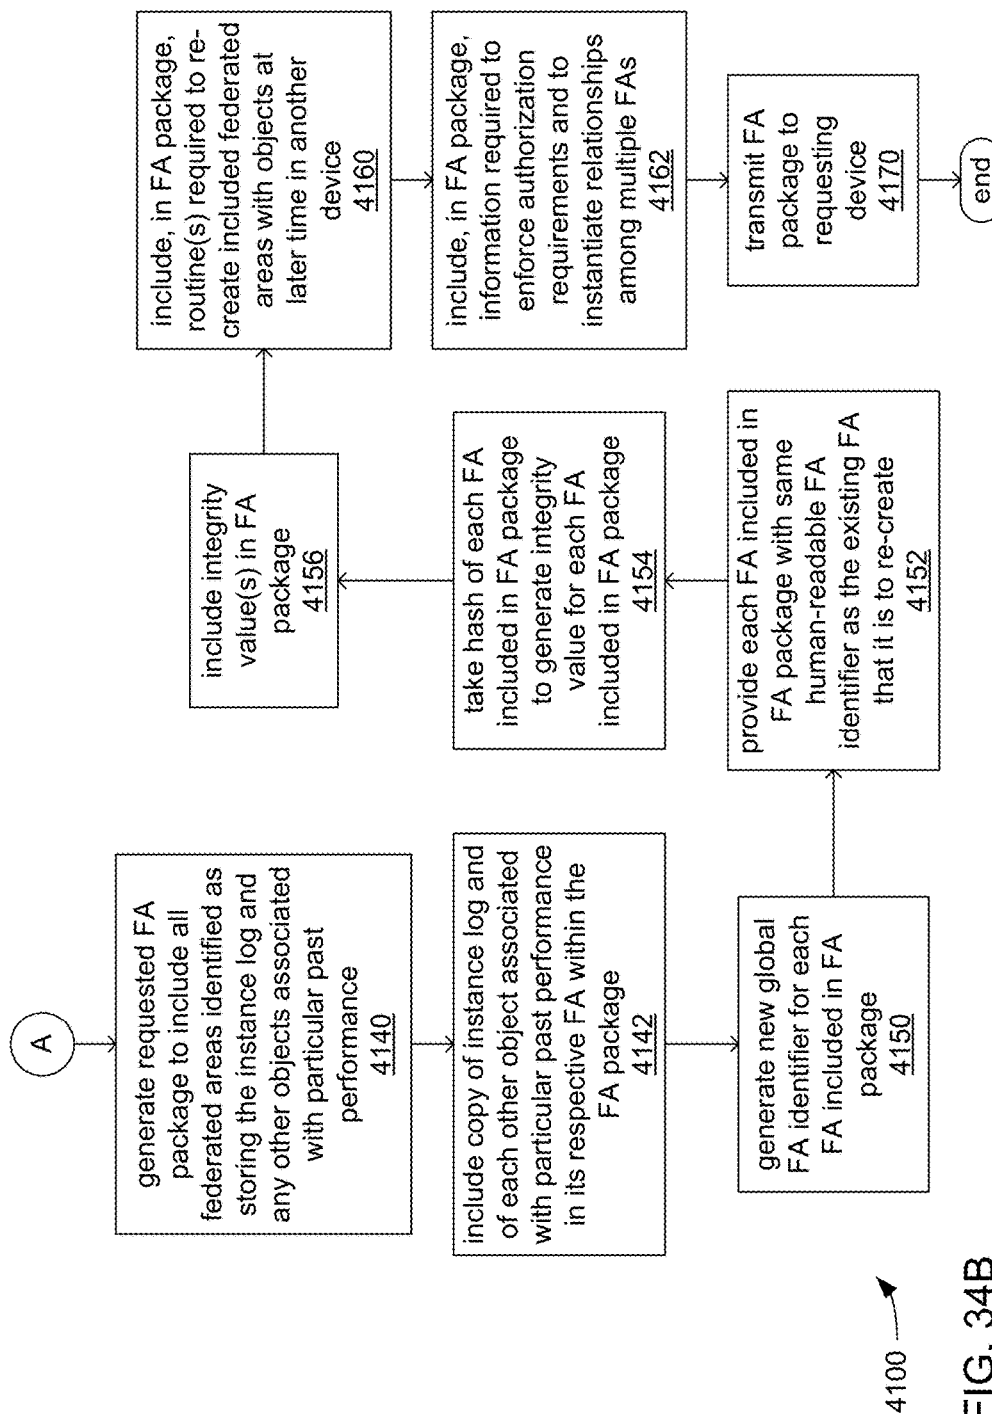 A
generate requested FA
package to include all
federated areas identified as
storing the instance log and
any other objects associated
with particular past
performance
4140
include copy of instance log and
of each other object associated
with particular past performance
in its respective FA within the
FA package
4142
generate new global
FA identifier for each
FA included in FA
package
4150
provide each FA included in
FA package with same
human-readable FA
identifier as the existing FA
that it is to re-create
4152
take hash of each FA
included in FA package
to generate integrity
value for each FA
included in FA package
4154
include integrity
value(s) in FA
package
4156
include, in FA package,
routine(s) required to re-
create included federated
areas with objects at
later time in another
device
4160
include, in FA package,
information required to
enforce authorization
requirements and to
instantiate relationships
among multiple FAs
4162
transmit FA
package to
requesting
device
4170
end
4100
FIG. 34B